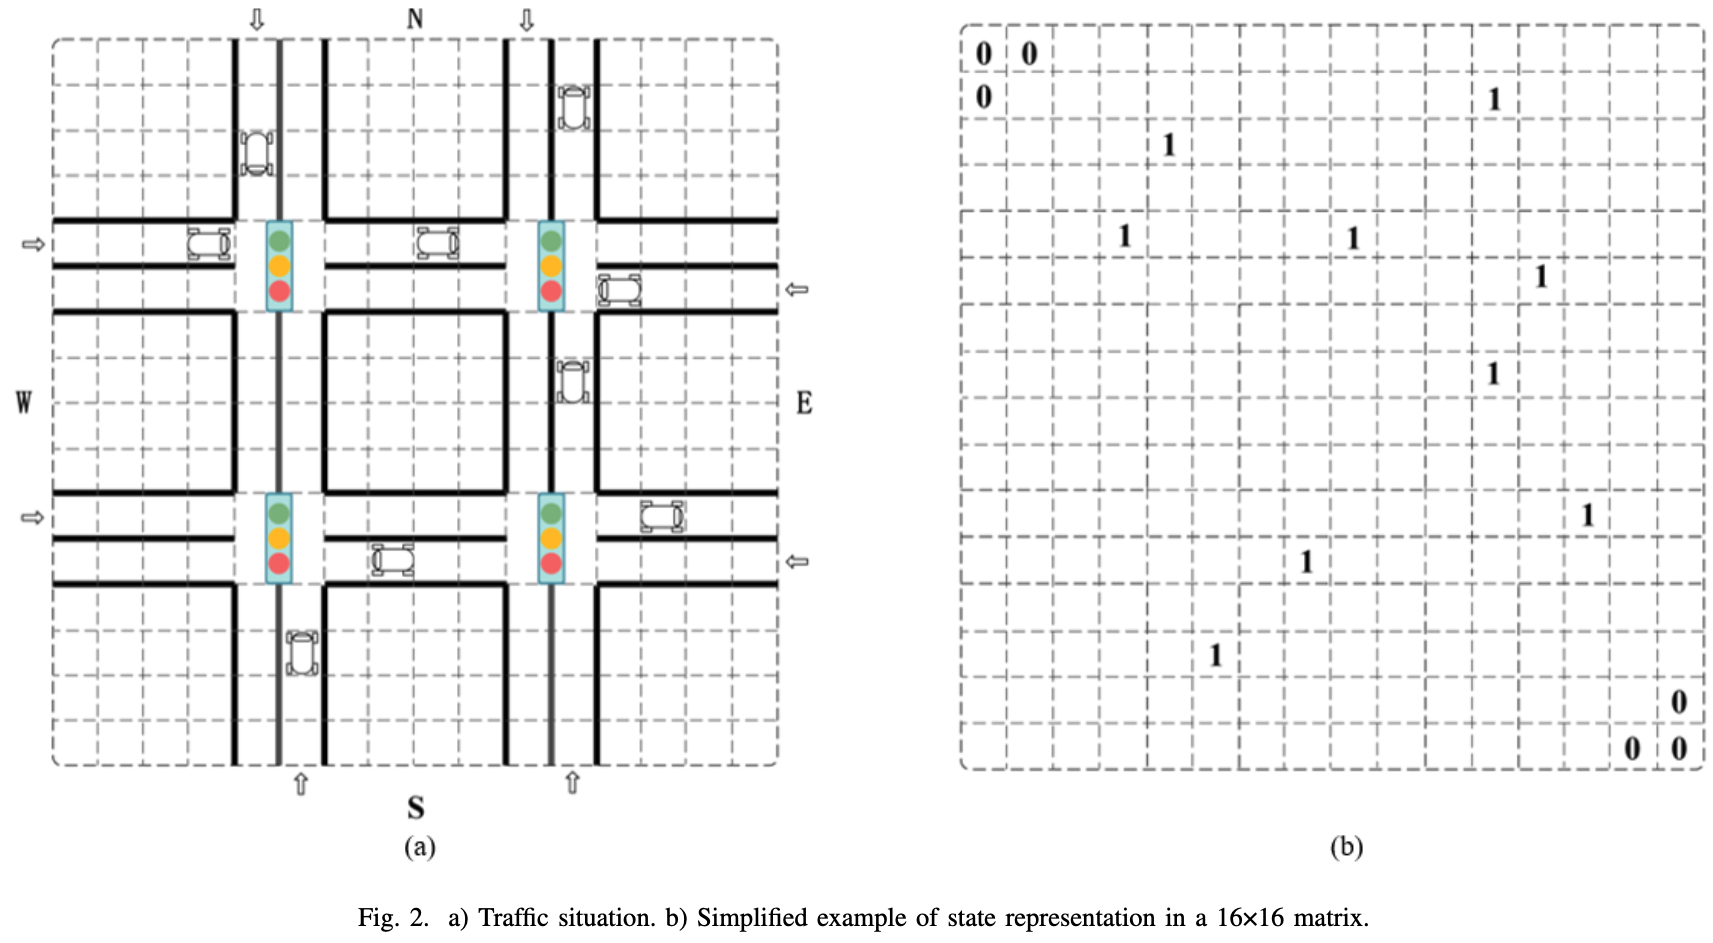 N
W
E
S
(a)
0 0
0 1
1
1 1
1
1
1
1
1
0
0 0
(b)
Fig. 2. a) Traffic situation. b) Simplified example of state representation in a 16×16 matrix.